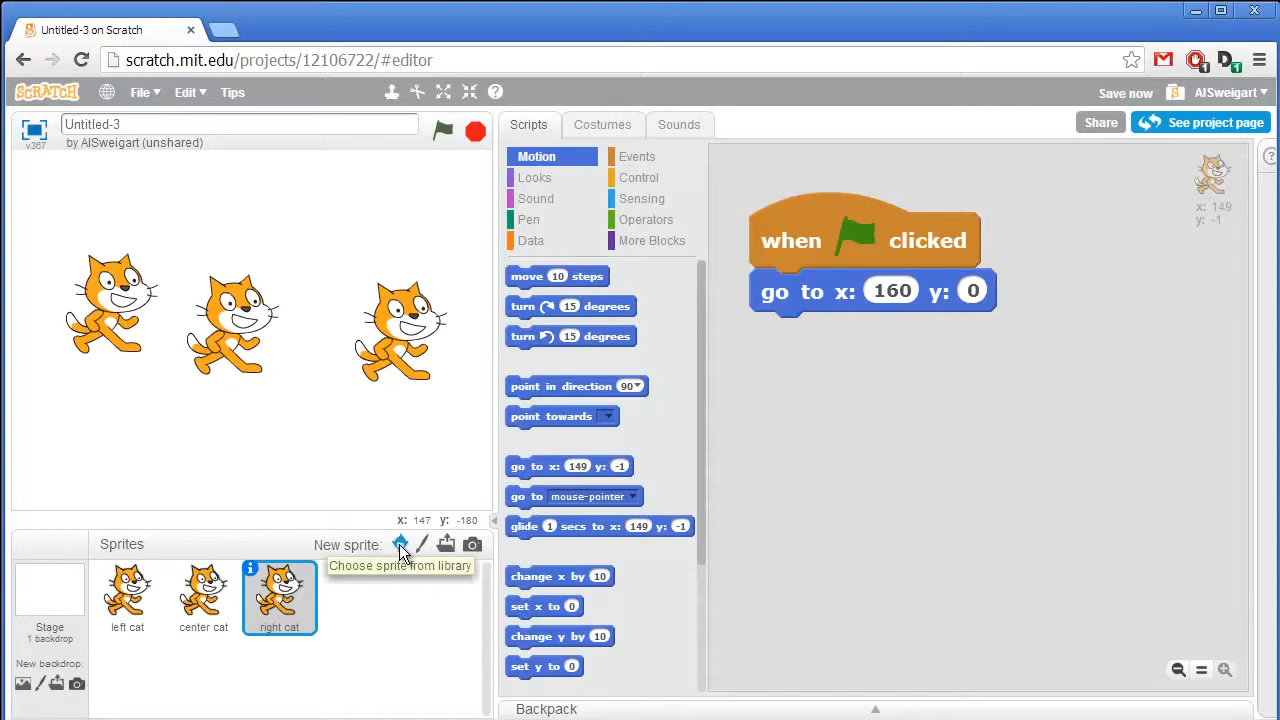 Untitled-3 on Scratch
scratch.mit.edu/projects/12106722/#editor
1
D 1
SCRATCH File Edit Tips
Save now
AlSweigart
Untitled-3
by AlSweigart (unshared)
v387
Scripts Costumes Sounds
Share
See project page
Motion
Looks
Sound
Pen
Data
Events
Control
Sensing
Operators
More Blocks
move 10 steps
turn 15 degrees
turn 15 degrees
point in direction 90
point towards
go to x: 149 y: -1
go to mouse-pointer
glide 1 secs to x: 149 y: -1
change x by 10
set x to 0
change y by 10
set y to 0
when clicked
go to x: 160 y: 0
x: 149
y: -1
?
x: 147 y: -180
Sprites
New sprite:
Choose sprite from library
Stage
1 backdrop
New backdrop:
left cat
center cat
right cat
Backpack